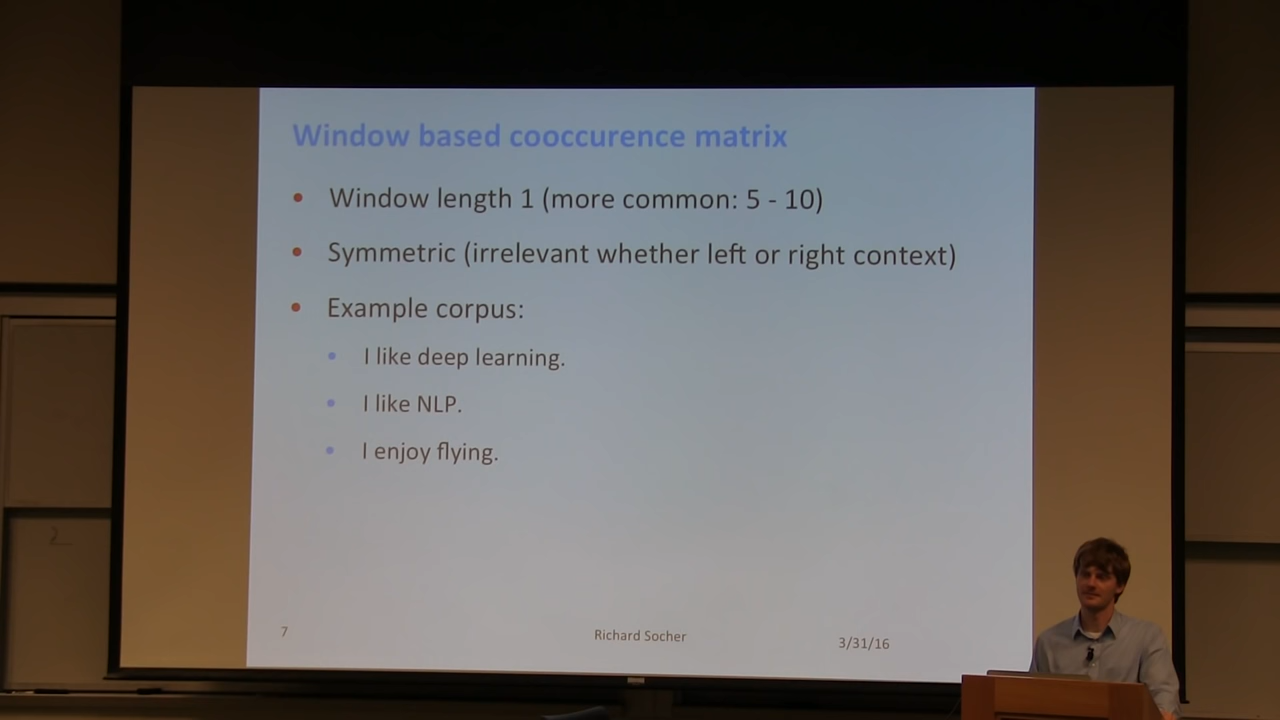 Window based cooccurence matrix
• Window length 1 (more common: 5 - 10)
• Symmetric (irrelevant whether left or right context)
• Example corpus:
• I like deep learning.
• I like NLP.
• I enjoy flying.
7 Richard Socher 3/31/16